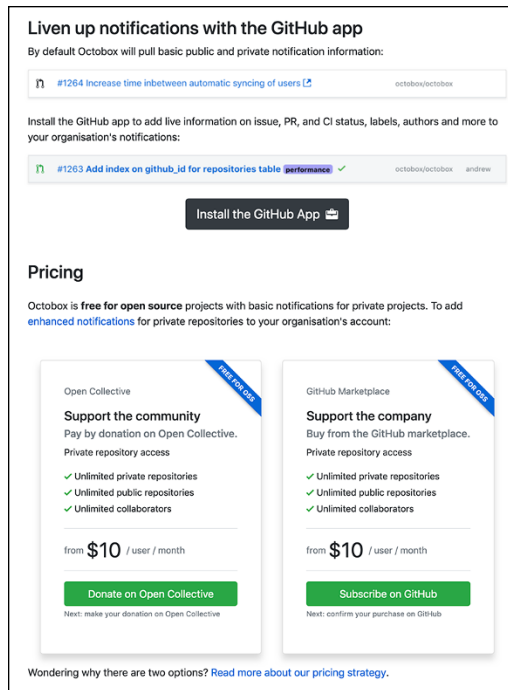 Liven up notifications with the GitHub app
By default Octobox will pull basic public and private notification information:
#1264 Increase time inbetween automatic syncing of users octobox/octobox
Install the GitHub app to add live information on issue, PR, and CI status, labels, authors and more to
your organisation's notifications:
#1263 Add index on github_id for repositories table performance octobox/octobox andrew
Install the GitHub App
Pricing
Octobox is free for open source projects with basic notifications for private projects. To add
enhanced notifications for private repositories to your organisation's account:
FREE FOR OSS
Open Collective
Support the community
Pay by donation on Open Collective.
Private repository access
✓ Unlimited private repositories
✓ Unlimited public repositories
✓ Unlimited collaborators
from $10 / user / month
Donate on Open Collective
Next: make your donation on Open Collective
FREE FOR OSS
GitHub Marketplace
Support the company
Buy from the GitHub marketplace.
Private repository access
✓ Unlimited private repositories
✓ Unlimited public repositories
✓ Unlimited collaborators
from $10 / user / month
Subscribe on GitHub
Next: confirm your purchase on GitHub
Wondering why there are two options? Read more about our pricing strategy.